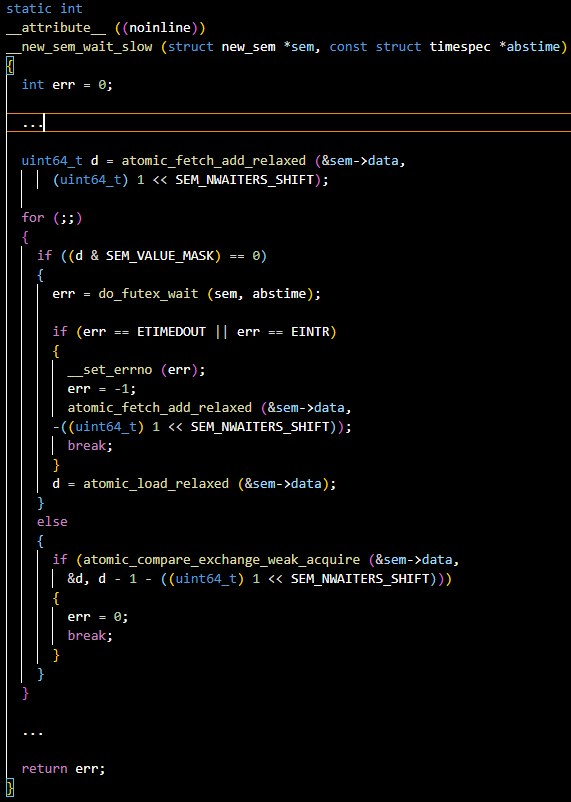 static int
__attribute__ ((noinline))
__new_sem_wait_slow (struct new_sem *sem, const struct timespec *abstime)
{
int err = 0;
...
uint64_t d = atomic_fetch_add_relaxed (&sem->data,
(uint64_t) 1 << SEM_NWAITERS_SHIFT);
for (;;)
{
if ((d & SEM_VALUE_MASK) == 0)
{
err = do_futex_wait (sem, abstime);
if (err == ETIMEDOUT || err == EINTR)
{
__set_errno (err);
err = -1;
atomic_fetch_add_relaxed (&sem->data,
-((uint64_t) 1 << SEM_NWAITERS_SHIFT));
break;
}
d = atomic_load_relaxed (&sem->data);
}
else
{
if (atomic_compare_exchange_weak_acquire (&sem->data,
&d, d - 1 - ((uint64_t) 1 << SEM_NWAITERS_SHIFT)))
{
err = 0;
break;
}
}
}
...
return err;
}